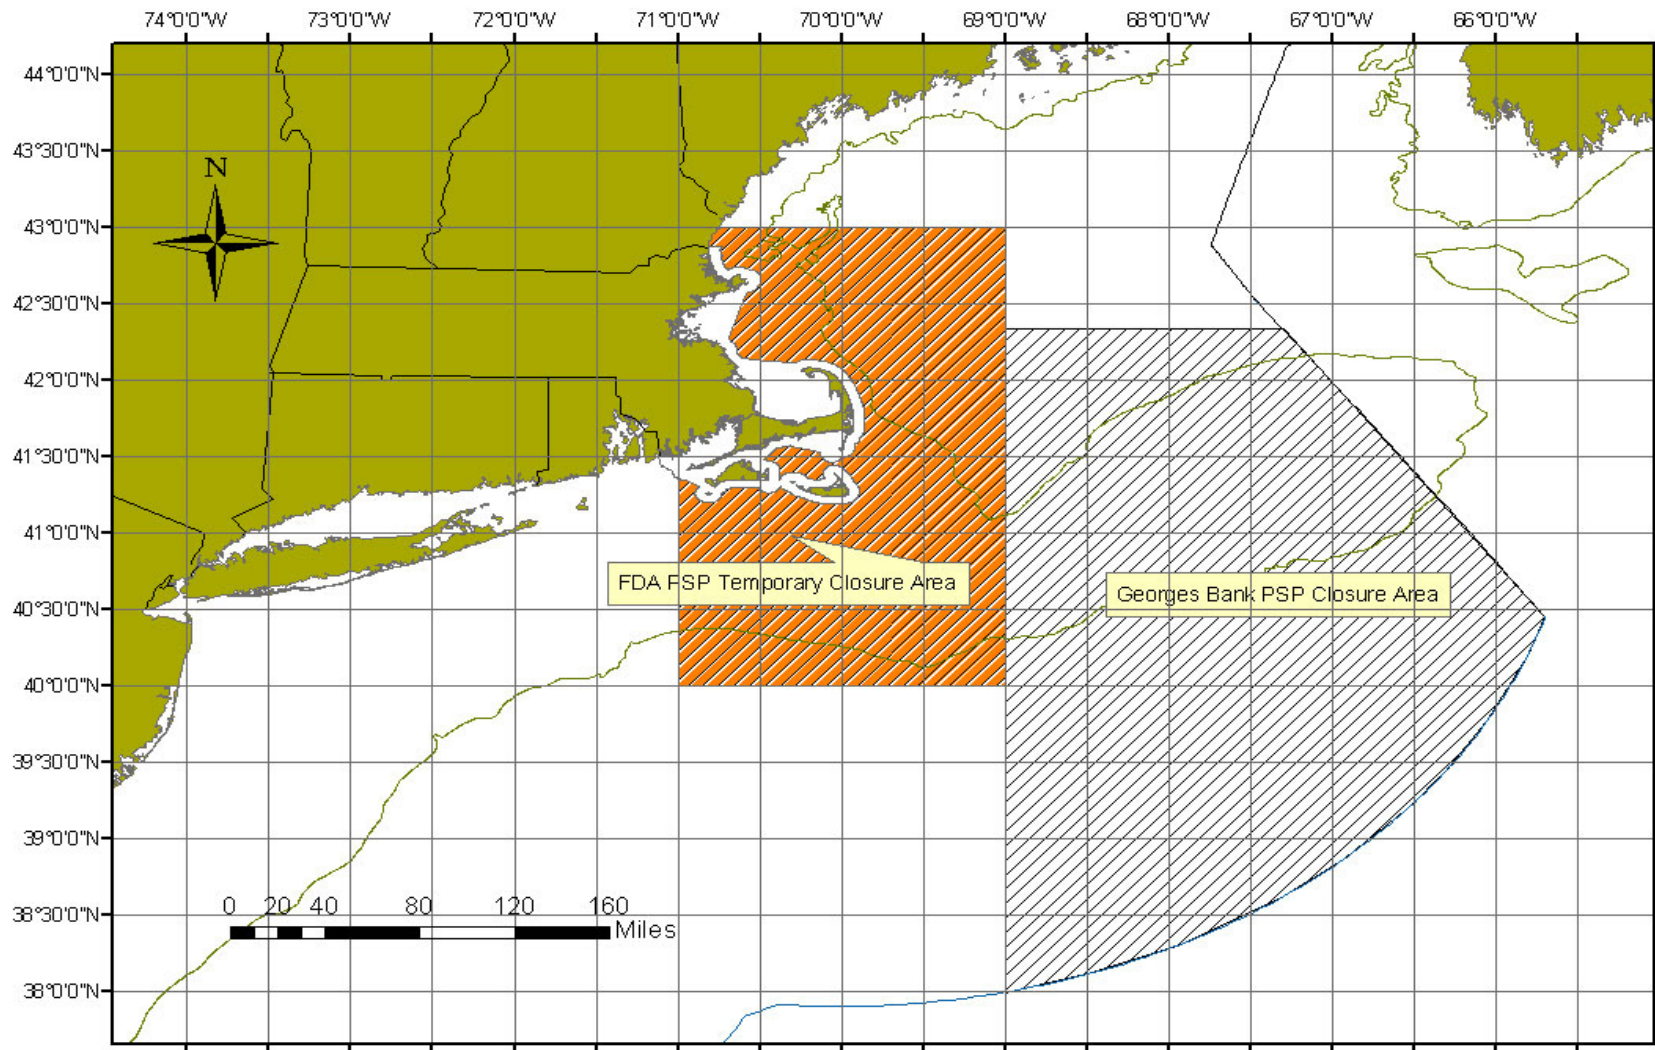 74°0'0"W 73°0'0"W 72°0'0"W 71°0'0"W 70°0'0"W 69°0'0"W 68°0'0"W 67°0'0"W 66°0'0"W
44°0'0"N
43°30'0"N
N
43°0'0"N
42°30'0"N
42°0'0"N
41°30'0"N
41°0'0"N
FDA PSP Temporary Closure Area
Georges Bank PSP Closure Area
40°30'0"N
40°0'0"N
39°30'0"N
39°0'0"N
38°30'0"N
0 20 40 80 120 160
Miles
38°0'0"N